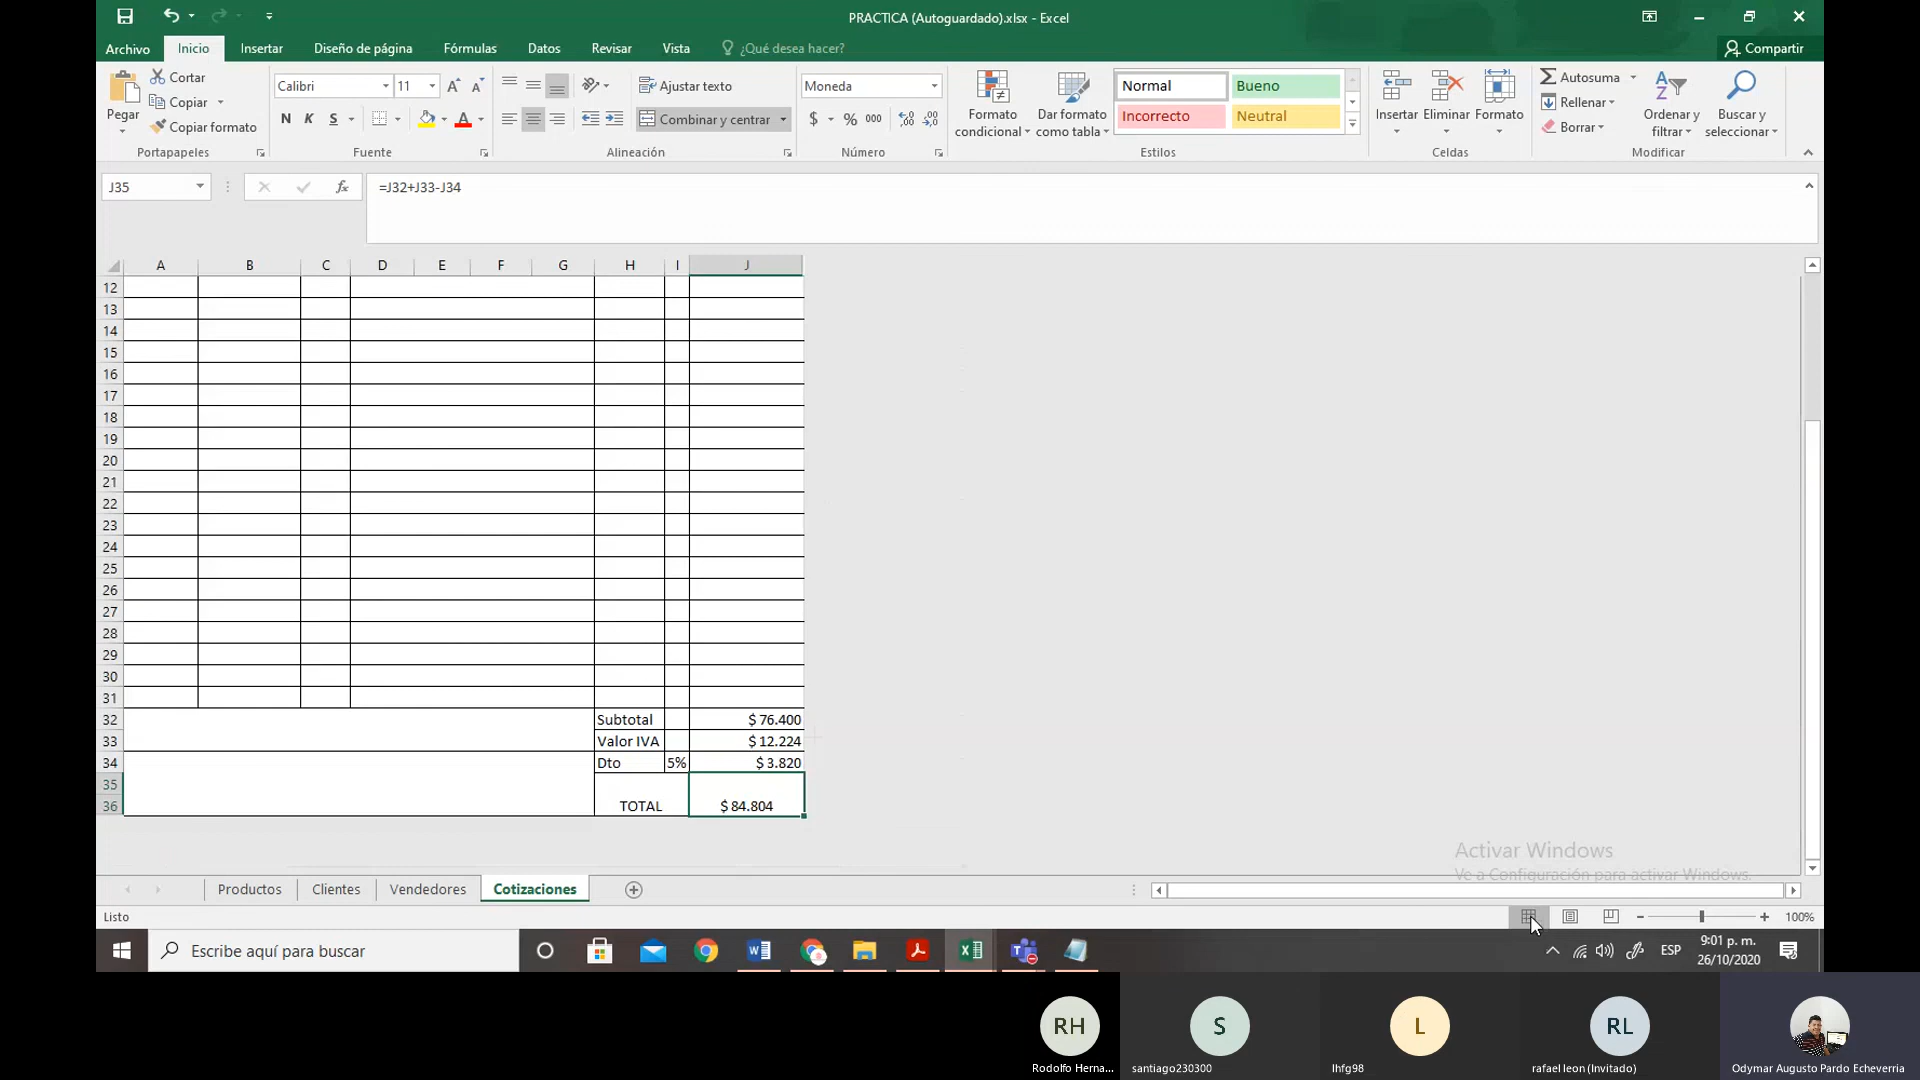 PRACTICA (Autoguardado).xlsx - Excel
Archivo Inicio Insertar Diseño de página Fórmulas Datos Revisar Vista ¿Qué desea hacer? Compartir
Cortar
Copiar
Copiar formato
Pegar
Portapapeles
Calibri 11
N K S
Fuente
Ajustar texto
Combinar y centrar
Alineación
Moneda
$ % 000
Número
Formato condicional
Dar formato como tabla
Normal Bueno
Incorrecto Neutral
Estilos
Insertar Eliminar Formato
Celdas
Autosuma
Rellenar
Borrar
Ordenar y filtrar
Buscar y seleccionar
Modificar
J35 fx =J32+J33-J34
A B C D E F G H I J
12
13
14
15
16
17
18
19
20
21
22
23
24
25
26
27
28
29
30
31
32 Subtotal $ 76.400
33 Valor IVA $ 12.224
34 Dto 5% $ 3.820
35
36 TOTAL $ 84.804
Activar Windows
Ve a Configuración para activar Windows.
Productos Clientes Vendedores Cotizaciones
Listo 100%
Escribe aquí para buscar
ESP
9:01 p. m.
26/10/2020
RH S L RL
Rodolfo Herna... santiago230300 lhfg98 rafael leon (Invitado) Odymar Augusto Pardo Echeverria